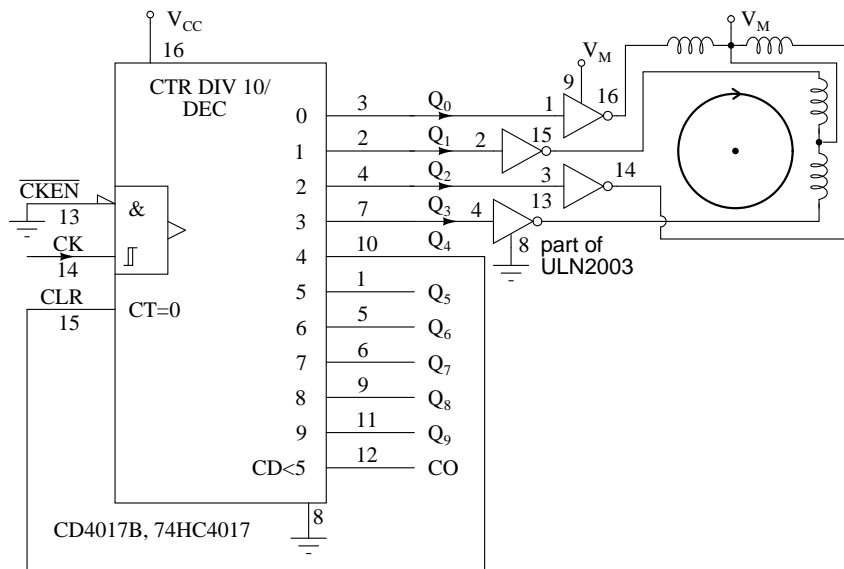 V_CC
16
CTR DIV 10/
DEC
0 3 Q_0
1 2 Q_1
2 4 Q_2
3 7 Q_3
4 10 Q_4
5 1 Q_5
6 5 Q_6
7 6 Q_7
8 9 Q_8
9 11 Q_9
CD<5 12 CO
CKEN
13
&
CK
14
CLR
15
CT=0
8
CD4017B, 74HC4017
V_M
9
1 16
2 15
3 14
4 13
8
part of
ULN2003
V_M